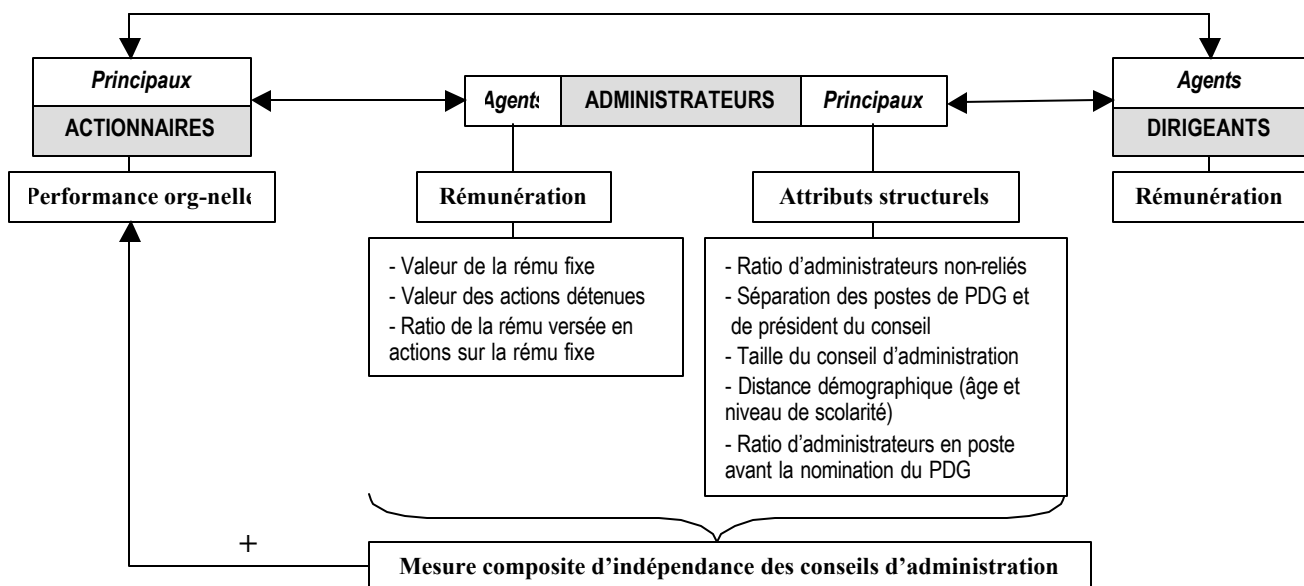 Principaux
ACTIONNAIRES
Performance org-nelle
Agents
ADMINISTRATEURS
Principaux
Agents
DIRIGEANTS
Rémunération
Attributs structurels
Rémunération
- Valeur de la rému fixe
- Valeur des actions détenues
- Ratio de la rému versée en
actions sur la rému fixe
- Ratio d’administrateurs non-reliés
- Séparation des postes de PDG et
de président du conseil
- Taille du conseil d’administration
- Distance démographique (âge et
niveau de scolarité)
- Ratio d’administrateurs en poste
avant la nomination du PDG
+
Mesure composite d’indépendance des conseils d’administration